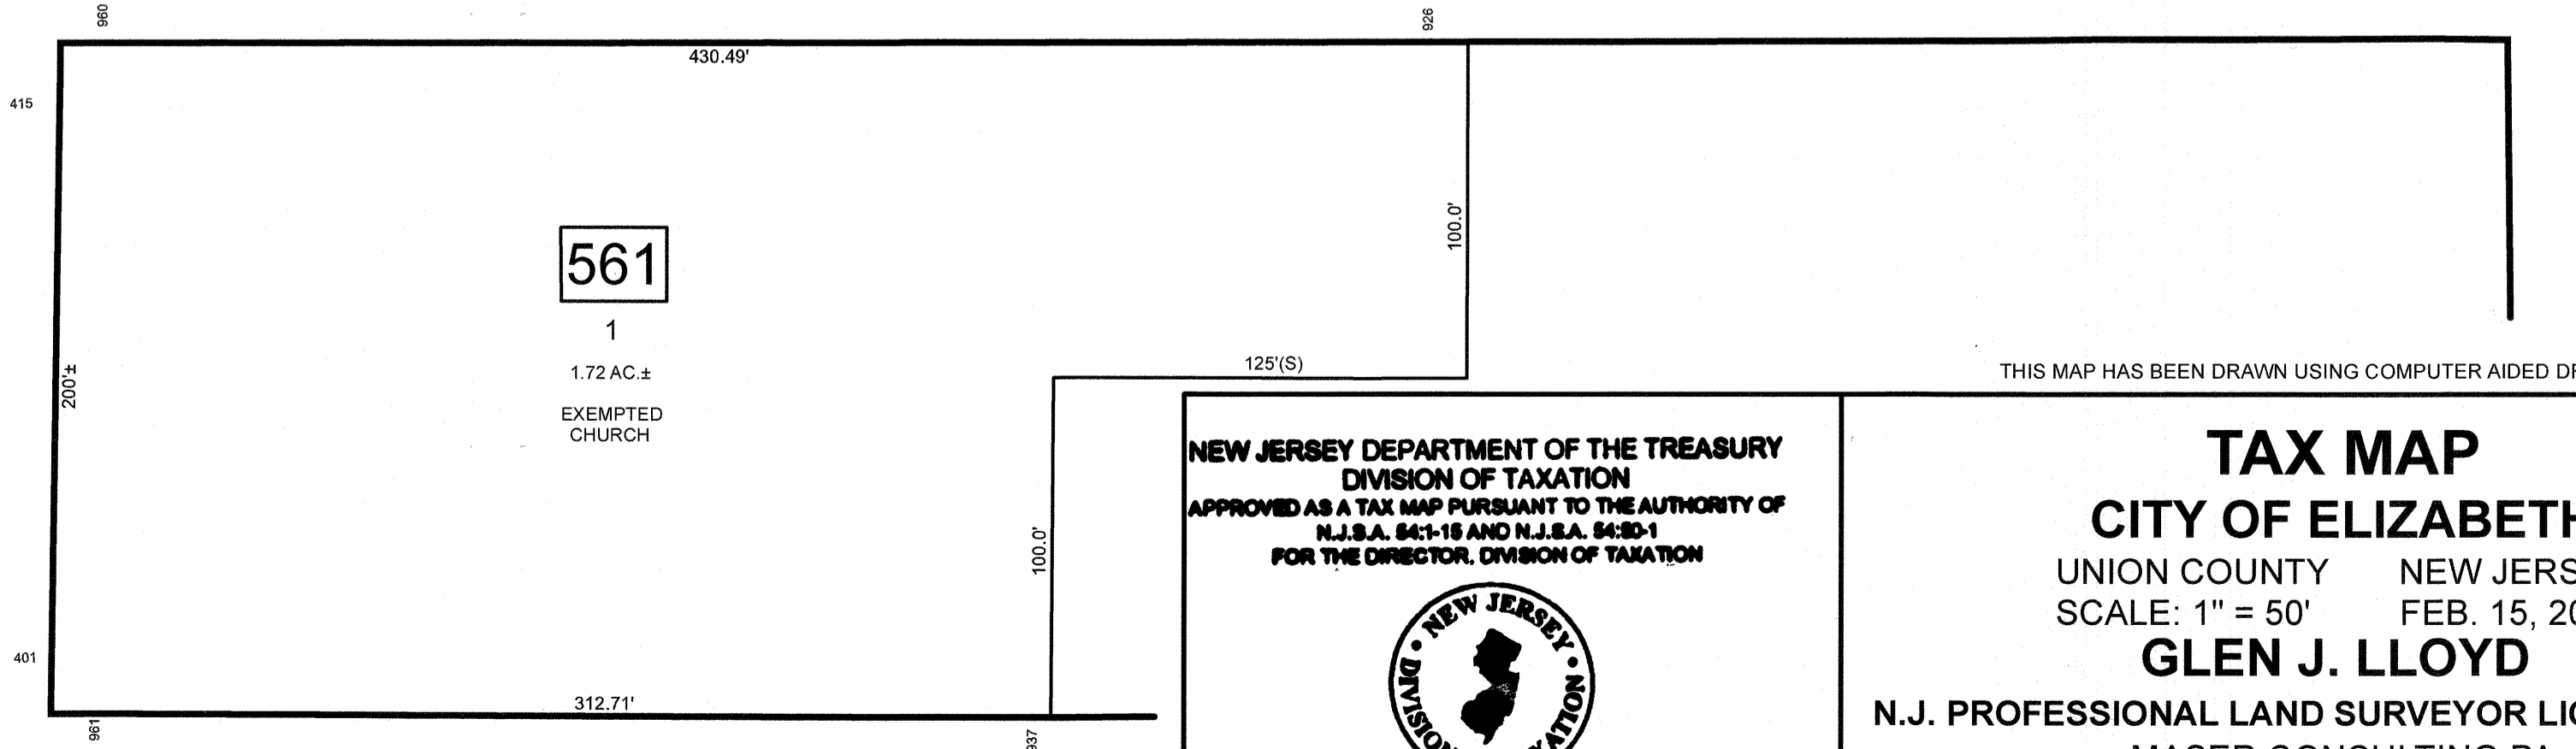 960
926
430.49'
415
100.0'
561
1
1.72 AC.±
EXEMPTED
CHURCH
200'±
125'(S)
100.0'
401
312.71'
961
937
THIS MAP HAS BEEN DRAWN USING COMPUTER AIDED
NEW JERSEY DEPARTMENT OF THE TREASURY
DIVISION OF TAXATION
APPROVED AS A TAX MAP PURSUANT TO THE AUTHORITY OF
N.J.S.A. 54:1-15 AND N.J.S.A. 54:50-1
FOR THE DIRECTOR, DIVISION OF TAXATION
NEW JERSEY
DIVISION
TAX MAP
CITY OF ELIZABETH
UNION COUNTY NEW JERS
SCALE: 1" = 50' FEB. 15, 20
GLEN J. LLOYD
N.J. PROFESSIONAL LAND SURVEYOR
MASER CONSULTING P.A.